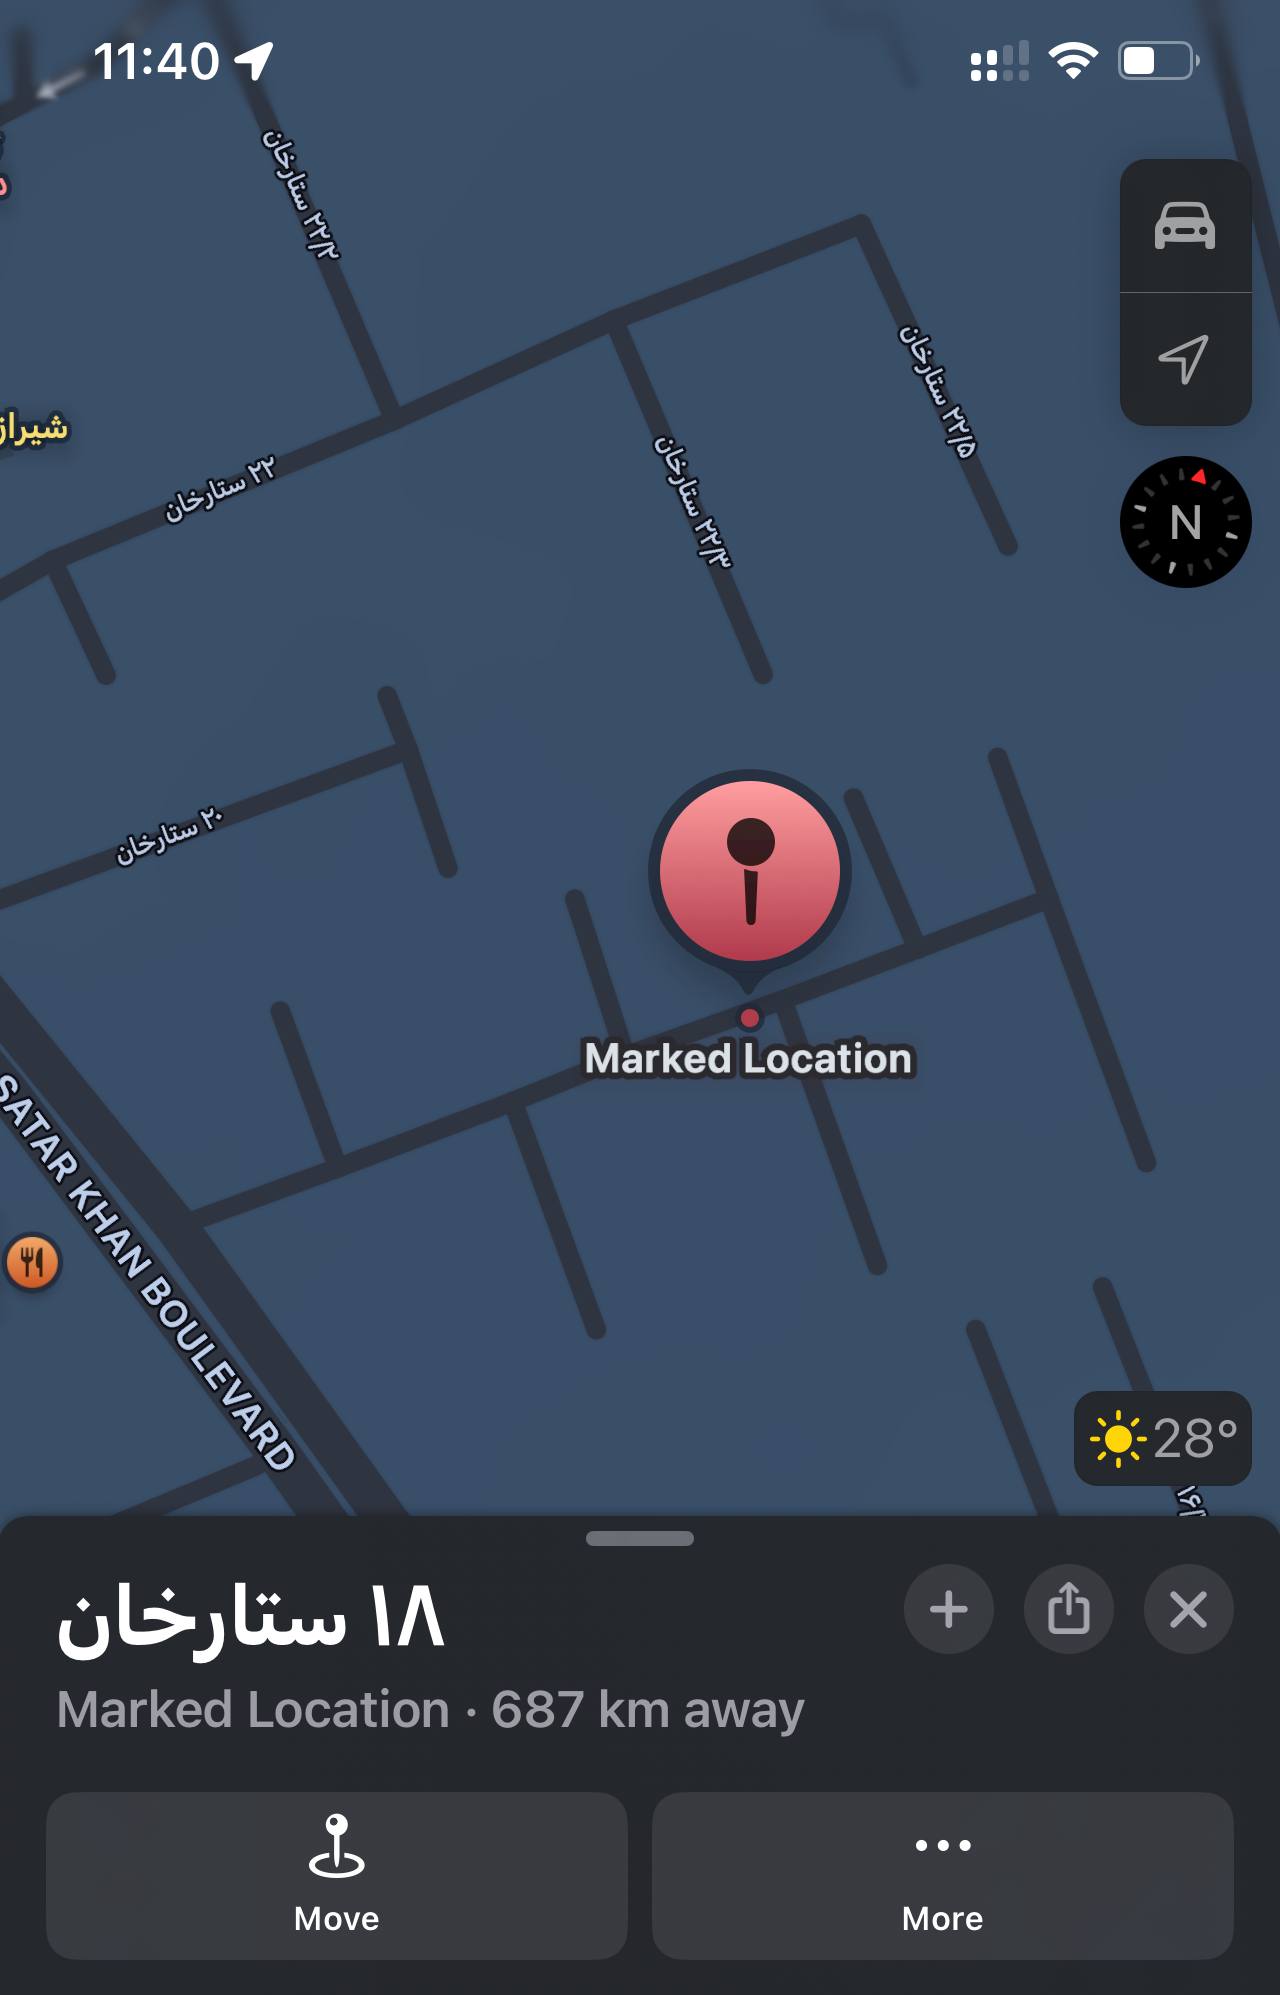 11:40
۲۲/۲ ستارخان
۲۲/۵ ستارخان
شیراز
۲۲/۳ ستارخان
۲۲ ستارخان
N
۲۰ ستارخان
Marked Location
SATAR KHAN BOULEVARD
28°
۱۸ ستارخان
Marked Location · 687 km away
Move
More